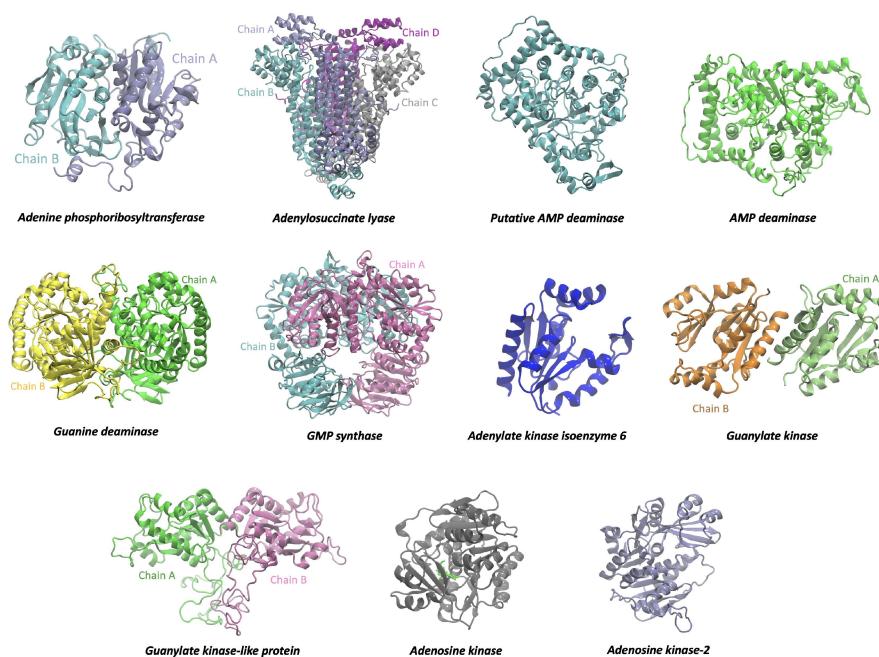 Chain A
Chain B
Adenine phosphoribosyltransferase
Chain A
Chain D
Chain B
Chain C
Adenylosuccinate lyase
Putative AMP deaminase
AMP deaminase
Chain A
Chain B
Guanine deaminase
Chain A
Chain B
GMP synthase
Adenylate kinase isoenzyme 6
Chain A
Chain B
Guanylate kinase
Chain A
Chain B
Guanylate kinase-like protein
Adenosine kinase
Adenosine kinase-2